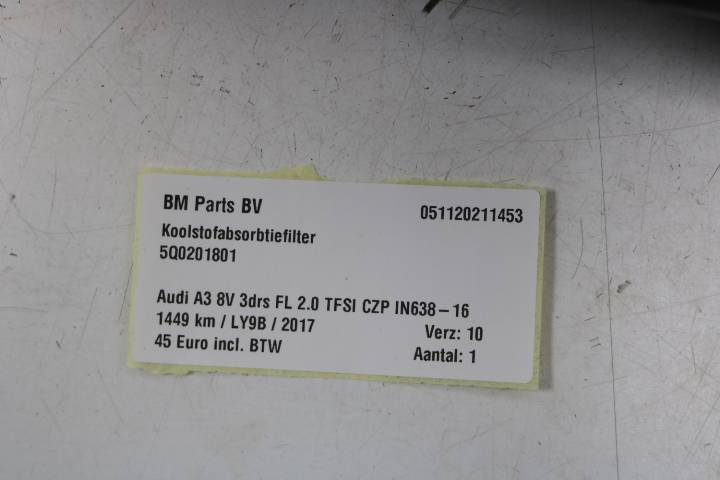 BM Parts BV 051120211453
Koolstofabsorbtiefilter
5Q0201801
Audi A3 8V 3drs FL 2.0 TFSI CZP IN638-16
1449 km / LY9B / 2017 Verz: 10
45 Euro incl. BTW Aantal: 1